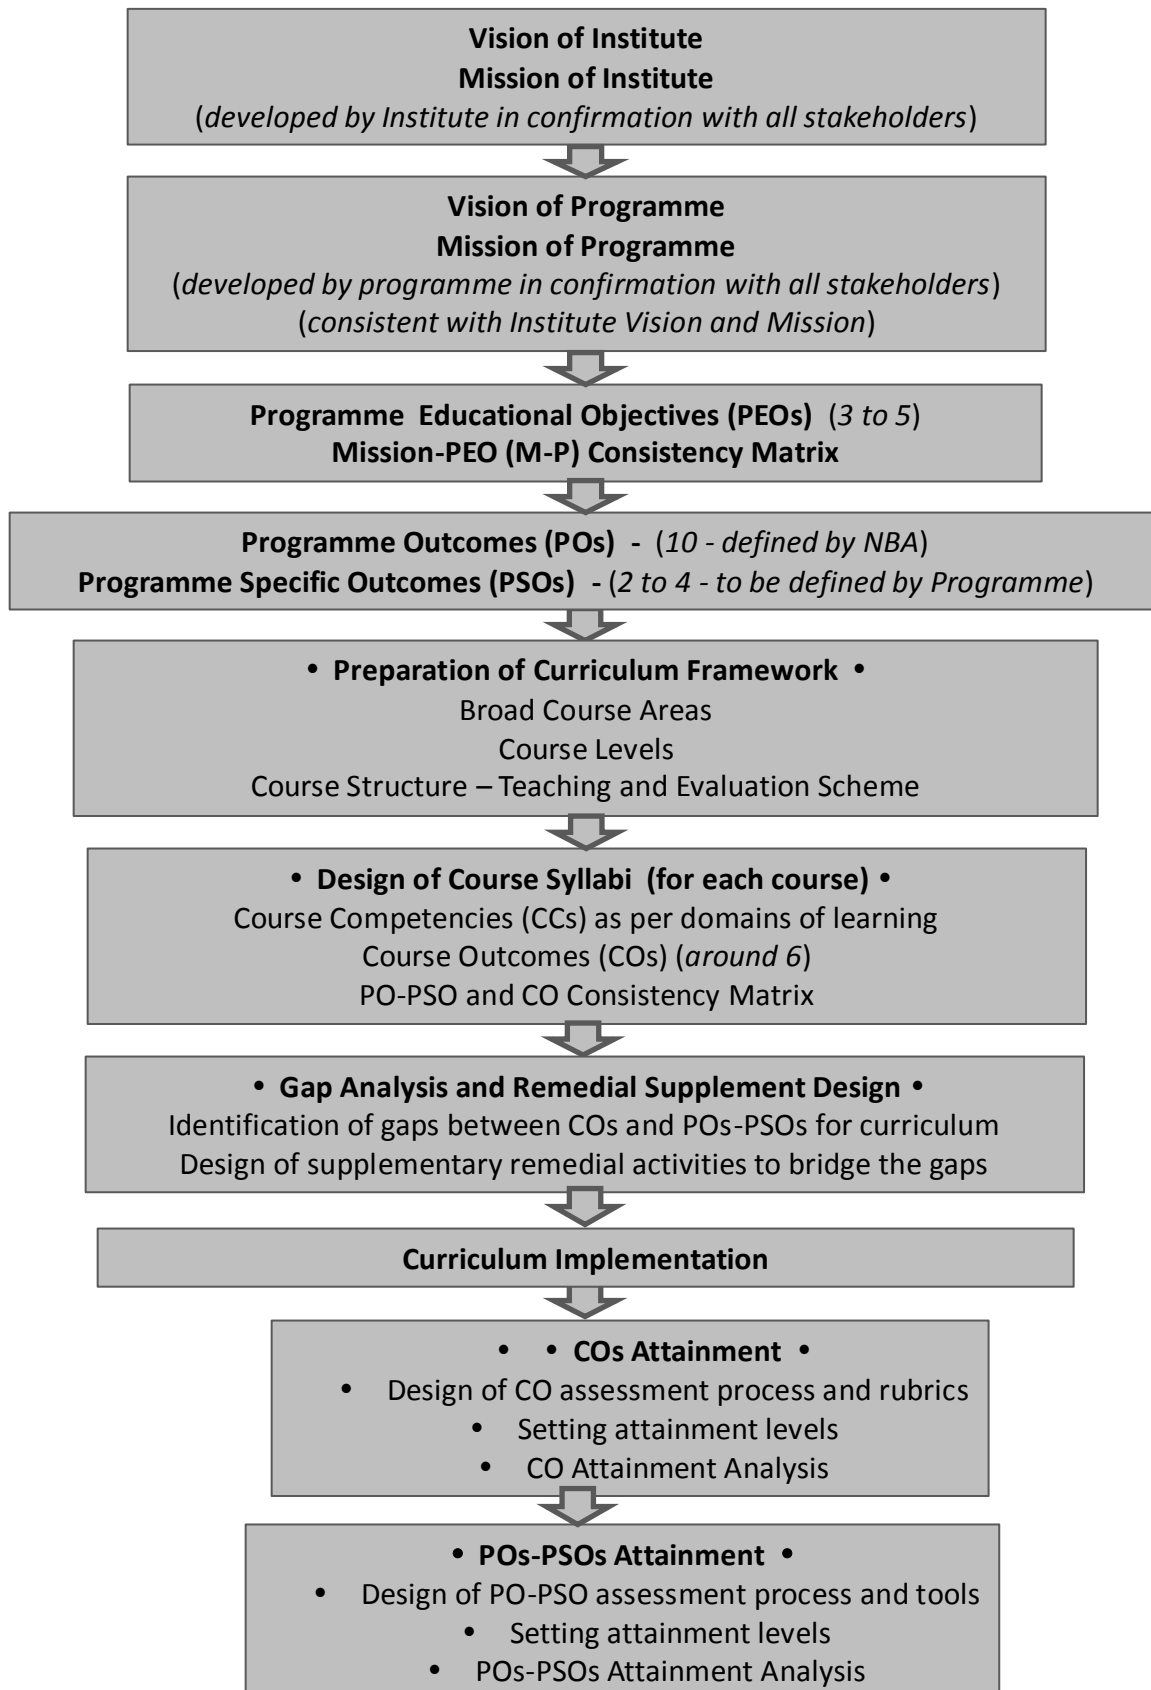 Vision of Institute
Mission of Institute
(developed by Institute in confirmation with all stakeholders)
Vision of Programme
Mission of Programme
(developed by programme in confirmation with all stakeholders)
(consistent with Institute Vision and Mission)
Programme Educational Objectives (PEOs) (3 to 5)
Mission-PEO (M-P) Consistency Matrix
Programme Outcomes (POs) - (10 - defined by NBA)
Programme Specific Outcomes (PSOs) - (2 to 4 - to be defined by Programme)
• Preparation of Curriculum Framework •
Broad Course Areas
Course Levels
Course Structure – Teaching and Evaluation Scheme
• Design of Course Syllabi (for each course) •
Course Competencies (CCs) as per domains of learning
Course Outcomes (COs) (around 6)
PO-PSO and CO Consistency Matrix
• Gap Analysis and Remedial Supplement Design •
Identification of gaps between COs and POs-PSOs for curriculum
Design of supplementary remedial activities to bridge the gaps
Curriculum Implementation
• • COs Attainment •
• Design of CO assessment process and rubrics
• Setting attainment levels
• CO Attainment Analysis
• POs-PSOs Attainment •
• Design of PO-PSO assessment process and tools
• Setting attainment levels
• POs-PSOs Attainment Analysis